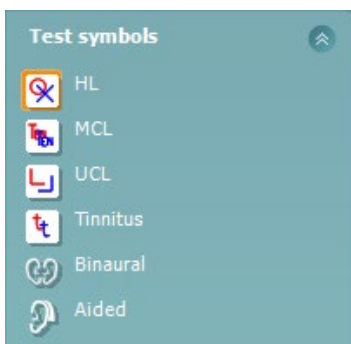 Test symbols
HL
MCL
UCL
Tinnitus
Binaural
Aided